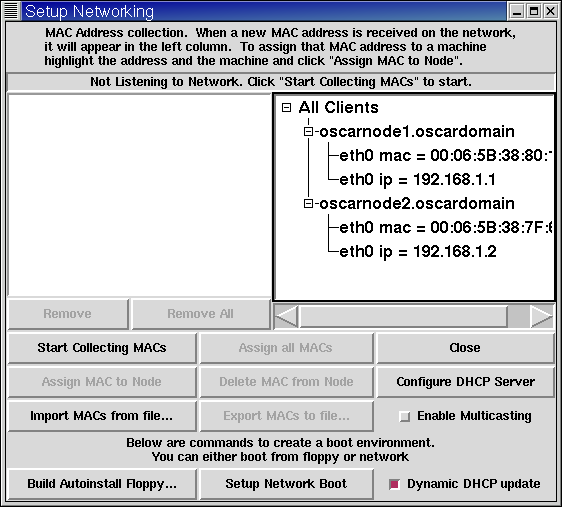 Setup Networking
MAC Address collection. When a new MAC address is received on the network,
it will appear in the left column. To assign that MAC address to a machine
highlight the address and the machine and click "Assign MAC to Node".
Not Listening to Network. Click "Start Collecting MACs" to start.
All Clients
oscarnode1.oscardomain
eth0 mac = 00:06:5B:38:80:
eth0 ip = 192.168.1.1
oscarnode2.oscardomain
eth0 mac = 00:06:5B:38:7F:
eth0 ip = 192.168.1.2
Remove Remove All
Start Collecting MACs Assign all MACs Close
Assign MAC to Node Delete MAC from Node Configure DHCP Server
Import MACs from file... Export MACs to file... Enable Multicasting
Below are commands to create a boot environment.
You can either boot from floppy or network
Build Autoinstall Floppy... Setup Network Boot Dynamic DHCP update